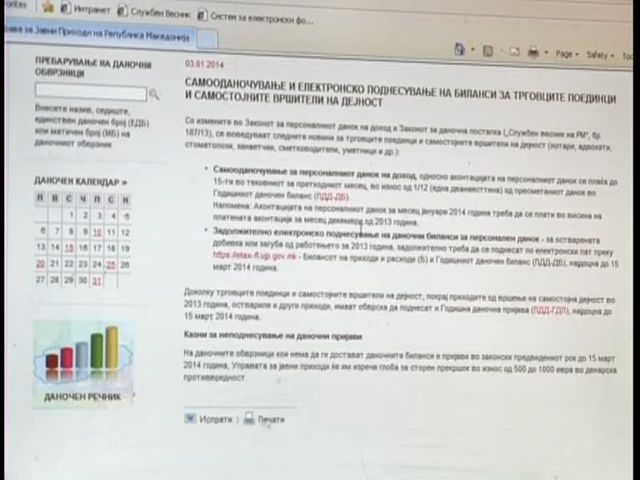 Интранет Службен Весник Систем за електронски фо...
Јавни Приходи на Република Македонија
Page Safety
ПРЕБАРУВАЊЕ НА ДАНОЧНИ
ОБВРЗНИЦИ
Внесете назив, седиште,
единствен даночен број (ЕДБ)
или матичен број (МБ) на
даночниот обврзник
ДАНОЧЕН КАЛЕНДАР »
П В С Ч П С Н
1 2 3 4 5
6 7 8 9 10 11 12
13 14 15 16 17 18 19
20 21 22 23 24 25 26
27 28 29 30 31
ДАНОЧЕН РЕЧНИК
03.01.2014
САМООДАНОЧУВАЊЕ И ЕЛЕКТРОНСКО ПОДНЕСУВАЊЕ НА БИЛАНСИ ЗА ТРГОВЦИТЕ ПОЕДИНЦИ
И САМОСТОЈНИТЕ ВРШИТЕЛИ НА ДЕЈНОСТ
Со измените во Законот за персоналниот данок на доход и Законот за даночна постапка („Службен весник на РМ", бр.
187/13), се воведуваат следните новини за трговците поединци и самостојните вршители на дејност (нотари, адвокати,
стоматолози, занаетчии, сметководители, уметници и др.):
• Самооданочување за персоналниот данок на доход, односно аконтацијата на персоналниот данок се плаќа до
15-ти во тековниот за претходниот месец, во износ од 1/12 (една дванаесттина) од пресметаниот данок во
Годишниот даночен биланс (ПДД-ДБ).
Напомена: Аконтацијата на персоналниот данок за месец јануари 2014 година треба да се плати во висина на
платената аконтација за месец декември од 2013 година.
• Задолжително електронско поднесување на даночни биланси за персонален данок - за остварената
добивка или загуба од работењето за 2013 година, задолжително треба да се поднесат по електронски пат преку
https://etax-fl.ujp.gov.mk - Билансот на приходи и расходи (Б) и Годишниот даночен биланс (ПДД-ДБ), најдоцна до 15
март 2014 година.
Доколку трговците поединци и самостојните вршители на дејност, покрај приходите од вршење на самостојна дејност во
2013 година, оствариле и други приходи, имаат обврска да поднесат и Годишна даночна пријава (ПДД-ГДП), најдоцна до
15 март 2014 година.
Казни за неподнесување на даночни пријави
На даночните обврзници кои нема да ги достават даночните биланси и пријави во законски предвидениот рок до 15 март
2014 година, Управата за јавни приходи ќе им изрече глоба за сторен прекршок во износ од 500 до 1000 евра во денарска
противвредност.
Испрати | Печати